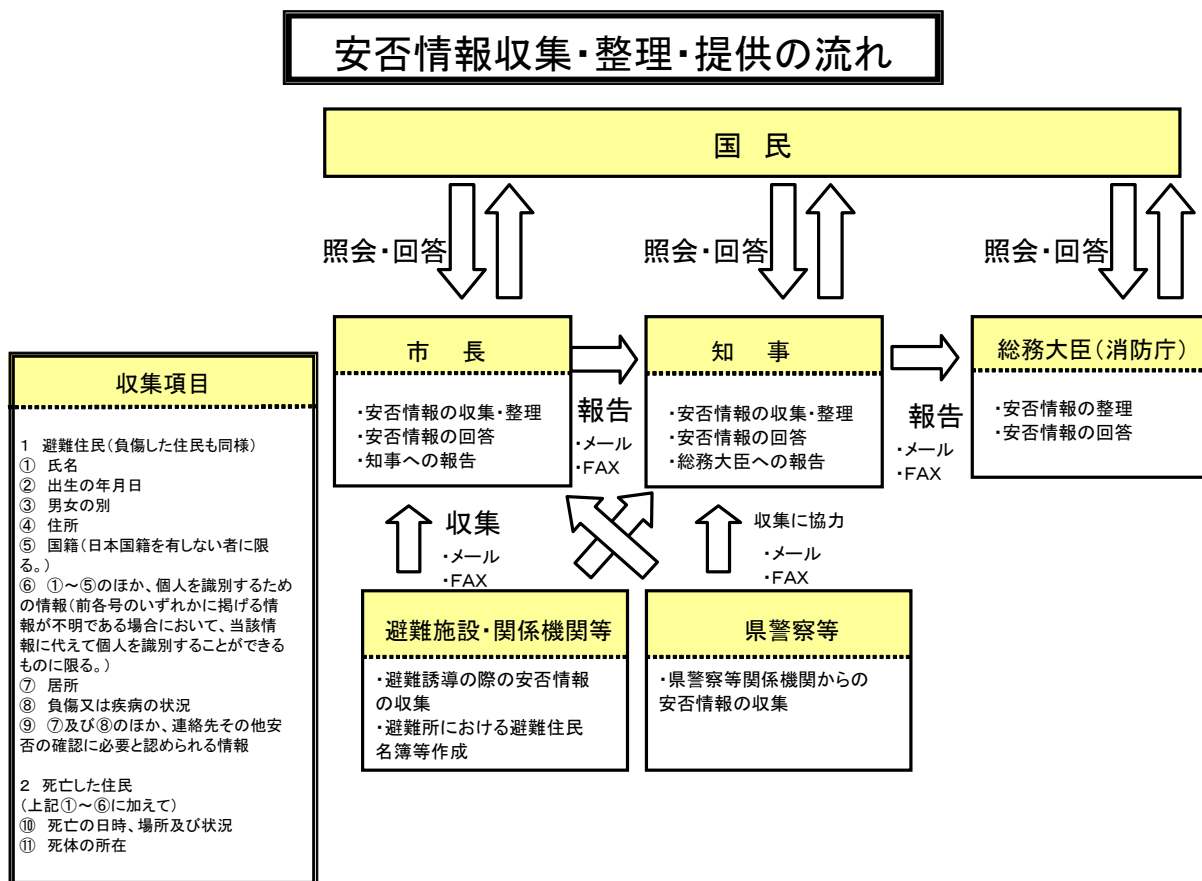 安否情報収集・整理・提供の流れ
国 民
照会・回答
照会・回答
照会・回答
市 長
・安否情報の収集・整理
・安否情報の回答
・知事への報告
報告
・メール
・FAX
知 事
・安否情報の収集・整理
・安否情報の回答
・総務大臣への報告
報告
・メール
・FAX
総務大臣(消防庁)
・安否情報の整理
・安否情報の回答
収集項目
1 避難住民(負傷した住民も同様)
① 氏名
② 出生の年月日
③ 男女の別
④ 住所
⑤ 国籍(日本国籍を有しない者に限
る。)
⑥ ①~⑤のほか、個人を識別するため
の情報(前各号のいずれかに掲げる情
報が不明である場合において、当該情
報に代えて個人を識別することができる
ものに限る。)
⑦ 居所
⑧ 負傷又は疾病の状況
⑨ ⑦及び⑧のほか、連絡先その他安
否の確認に必要と認められる情報
2 死亡した住民
(上記①~⑥に加えて)
⑩ 死亡の日時、場所及び状況
⑪ 死体の所在
収集
・メール
・FAX
収集に協力
・メール
・FAX
避難施設・関係機関等
・避難誘導の際の安否情報
の収集
・避難所における避難住民
名簿等作成
県警察等
・県警察等関係機関からの
安否情報の収集